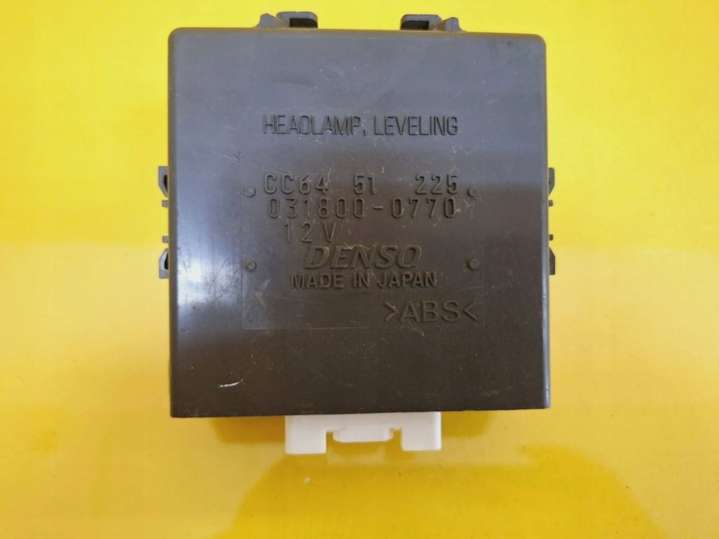 HEADLAMP, LEVELING
CC64 51 225
031800-0770
12V
DENSO
MADE IN JAPAN
>ABS<